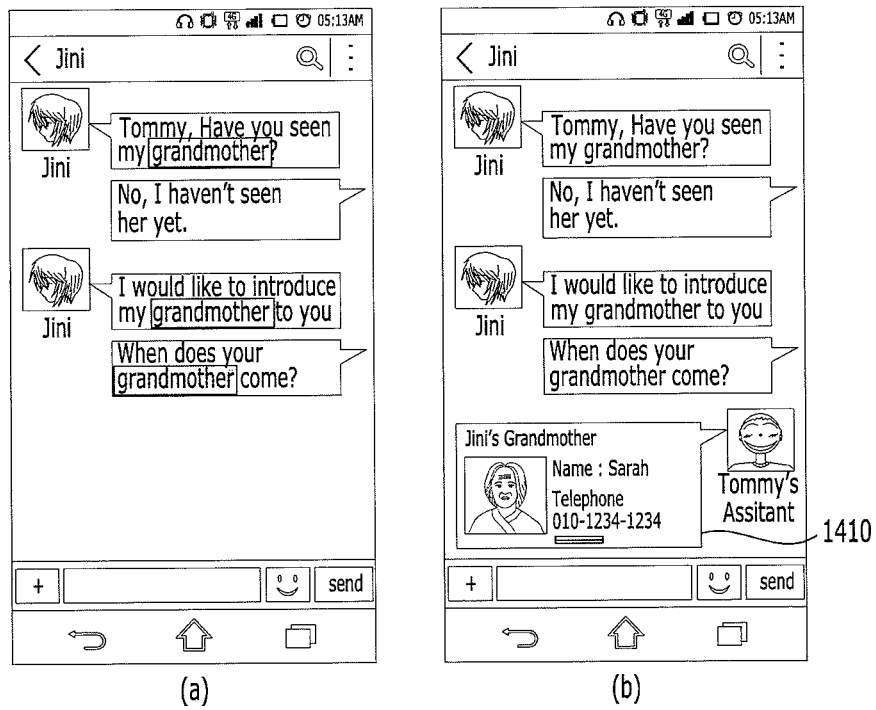 4G 05:13AM
Jini
Tommy, Have you seen
my grandmother?
Jini
No, I haven't seen
her yet.
I would like to introduce
my grandmother to you
Jini
When does your
grandmother come?
+
send
(a)
4G 05:13AM
Jini
Tommy, Have you seen
my grandmother?
Jini
No, I haven't seen
her yet.
I would like to introduce
my grandmother to you
Jini
When does your
grandmother come?
Jini's Grandmother
Name : Sarah
Telephone
010-1234-1234
Tommy's
Assitant
1410
+
send
(b)